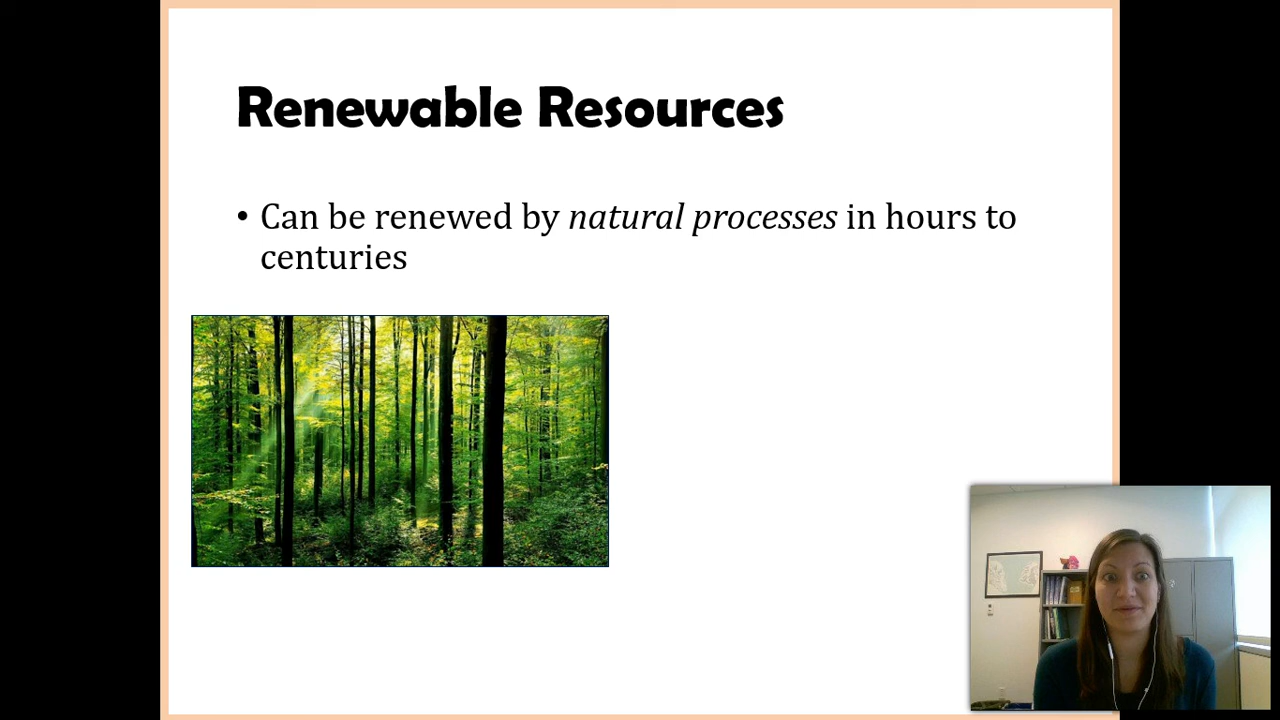 Renewable Resources
• Can be renewed by natural processes in hours to
centuries